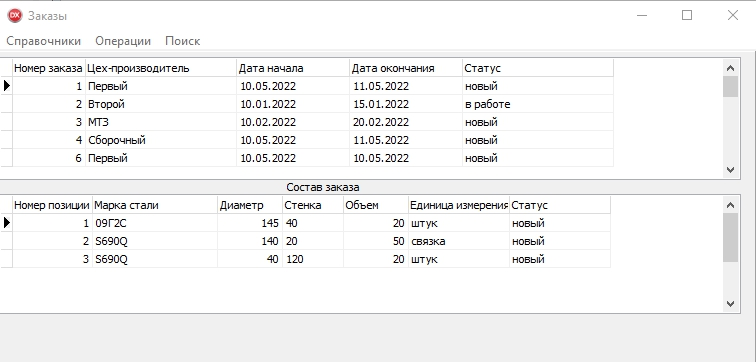 DX Заказы
Справочники Операции Поиск
Номер заказа Цех-производитель Дата начала Дата окончания Статус
1 Первый 10.05.2022 11.05.2022 новый
2 Второй 10.01.2022 15.01.2022 в работе
3 МТЗ 10.02.2022 20.02.2022 новый
4 Сборочный 10.05.2022 11.05.2022 новый
6 Первый 10.05.2022 10.05.2022 новый
Состав заказа
Номер позиции Марка стали Диаметр Стенка Объем Единица измерения Статус
1 09Г2С 145 40 20 штук новый
2 S690Q 140 20 50 связка новый
3 S690Q 40 120 20 штук новый